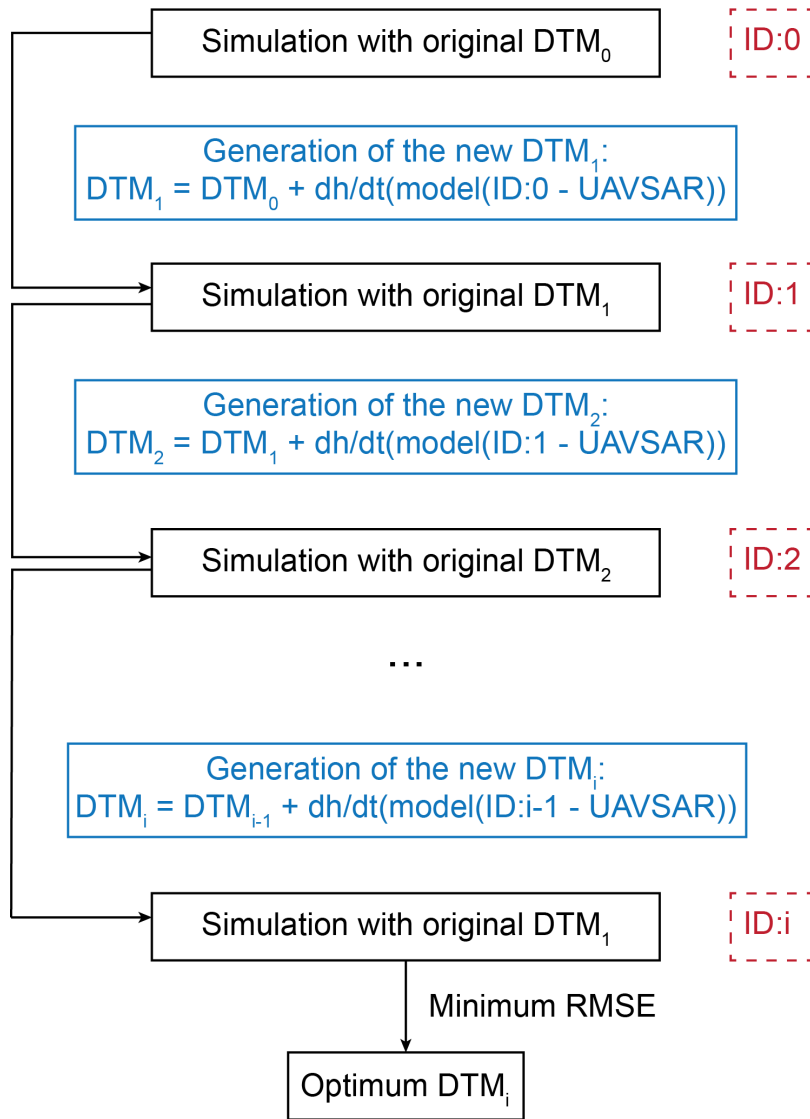 Simulation with original DTM₀
ID:0
Generation of the new DTM₁:
DTM₁ = DTM₀ + dh/dt(model(ID:0 - UAVSAR))
Simulation with original DTM₁
ID:1
Generation of the new DTM₂:
DTM₂ = DTM₁ + dh/dt(model(ID:1 - UAVSAR))
Simulation with original DTM₂
ID:2
...
Generation of the new DTMᵢ:
DTMᵢ = DTMᵢ₋₁ + dh/dt(model(ID:i-1 - UAVSAR))
Simulation with original DTM₁
ID:i
Minimum RMSE
Optimum DTMᵢ